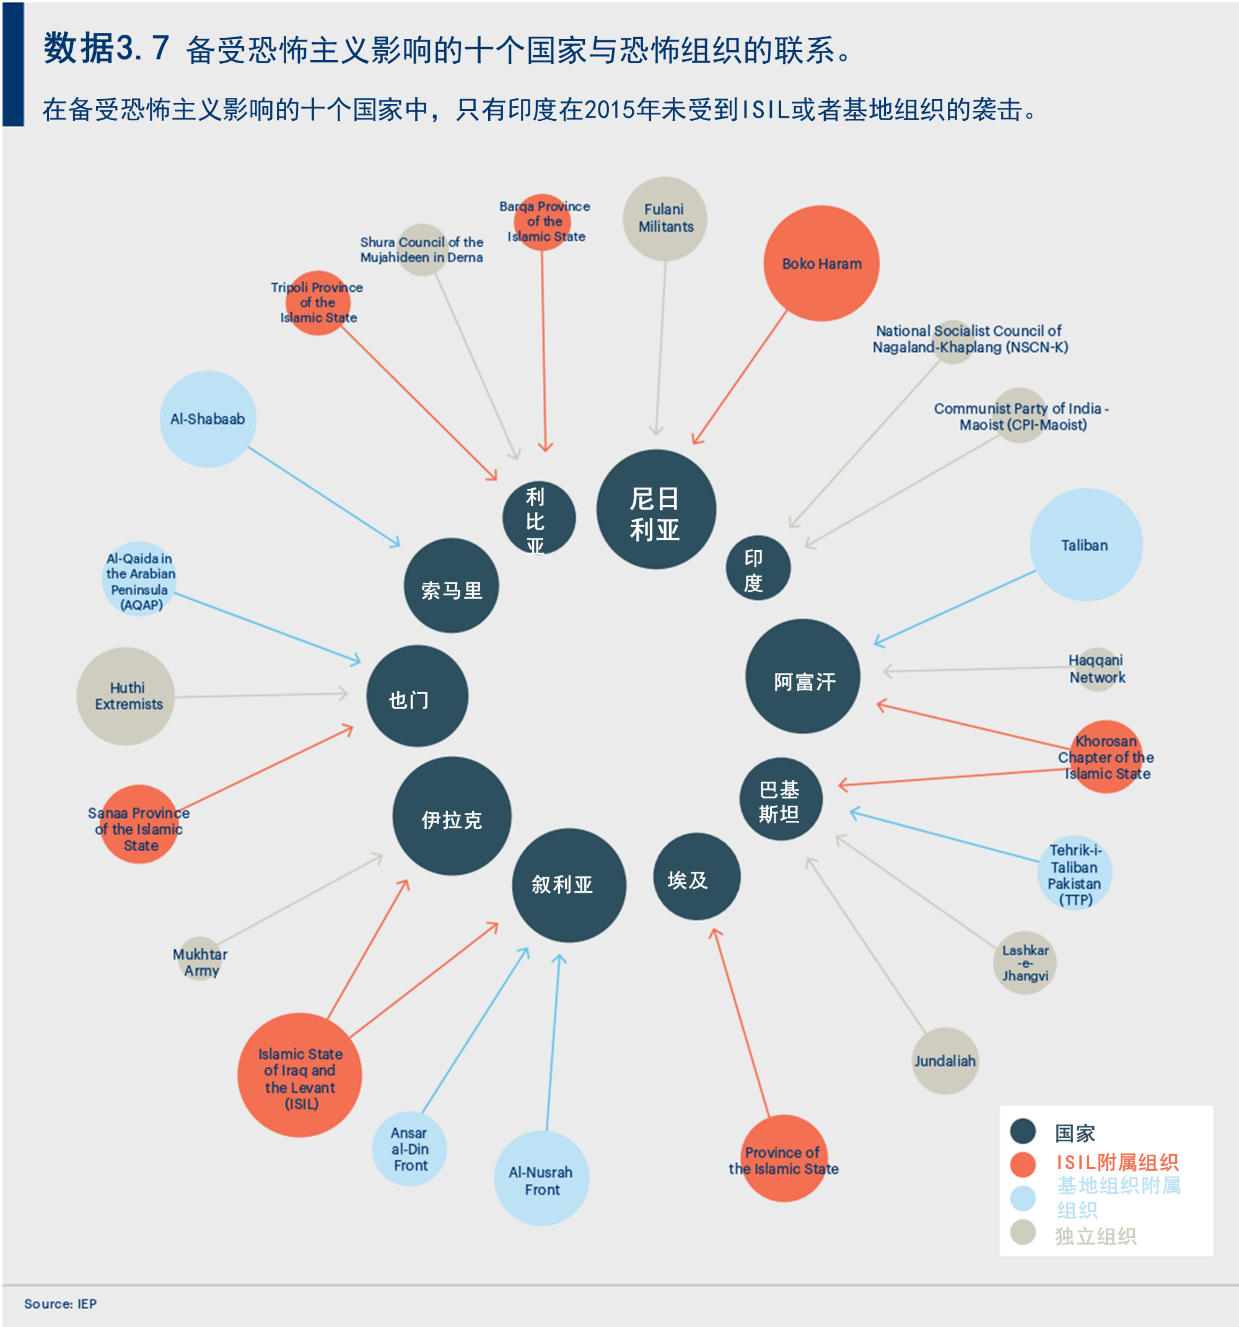 数据3.7 备受恐怖主义影响的十个国家与恐怖组织的联系。
在备受恐怖主义影响的十个国家中，只有印度在2015年未受到ISIL或者基地组织的袭击。
Barqa Province
of the
Islamic State
Fulani
Militants
Boko Haram
Shura Council of the
Mujahideen in Derna
Tripoli Province
of the
Islamic State
National Socialist Council of
Nagaland-Khaplang (NSCN-K)
Communist Party of India -
Maoist (CPI-Maoist)
Al-Shabaab
利
比
亚
尼日
利亚
印
度
Taliban
Al-Qaida in
the Arabian
Peninsula
(AQAP)
索马里
阿富汗
Haqqani
Network
Huthi
Extremists
也门
Khorosan
Chapter of the
Islamic State
巴基
斯坦
Sanaa Province
of the Islamic
State
伊拉克
叙利亚
埃及
Tehrik-i-
Taliban
Pakistan
(TTP)
Mukhtar
Army
Lashkar
-e-
Jhangvi
Islamic State
of Iraq and
the Levant
(ISIL)
Jundaliah
Ansar
al-Din
Front
Al-Nusrah
Front
Province of
the Islamic State
国家
ISIL附属组织
基地组织附属
组织
独立组织
Source: IEP